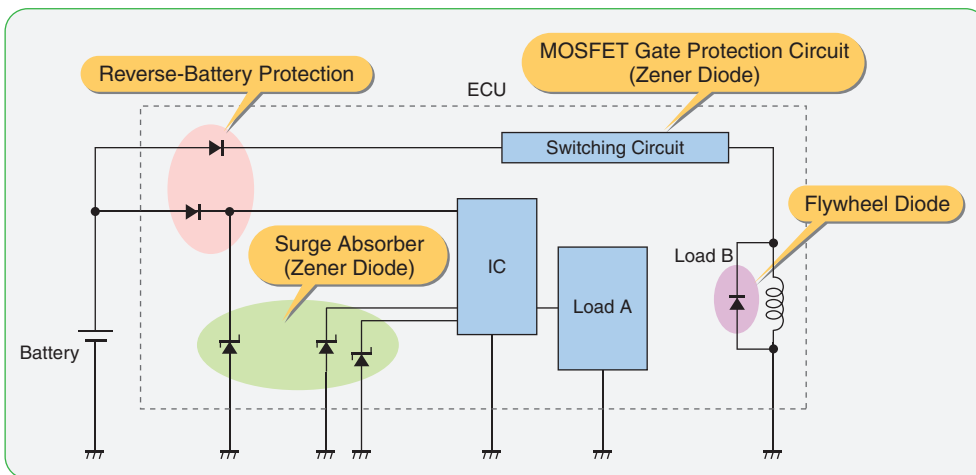 MOSFET Gate Protection Circuit
(Zener Diode)
Reverse-Battery Protection
ECU
Switching Circuit
Flywheel Diode
Surge Absorber
(Zener Diode)
IC
Load B
Load A
Battery